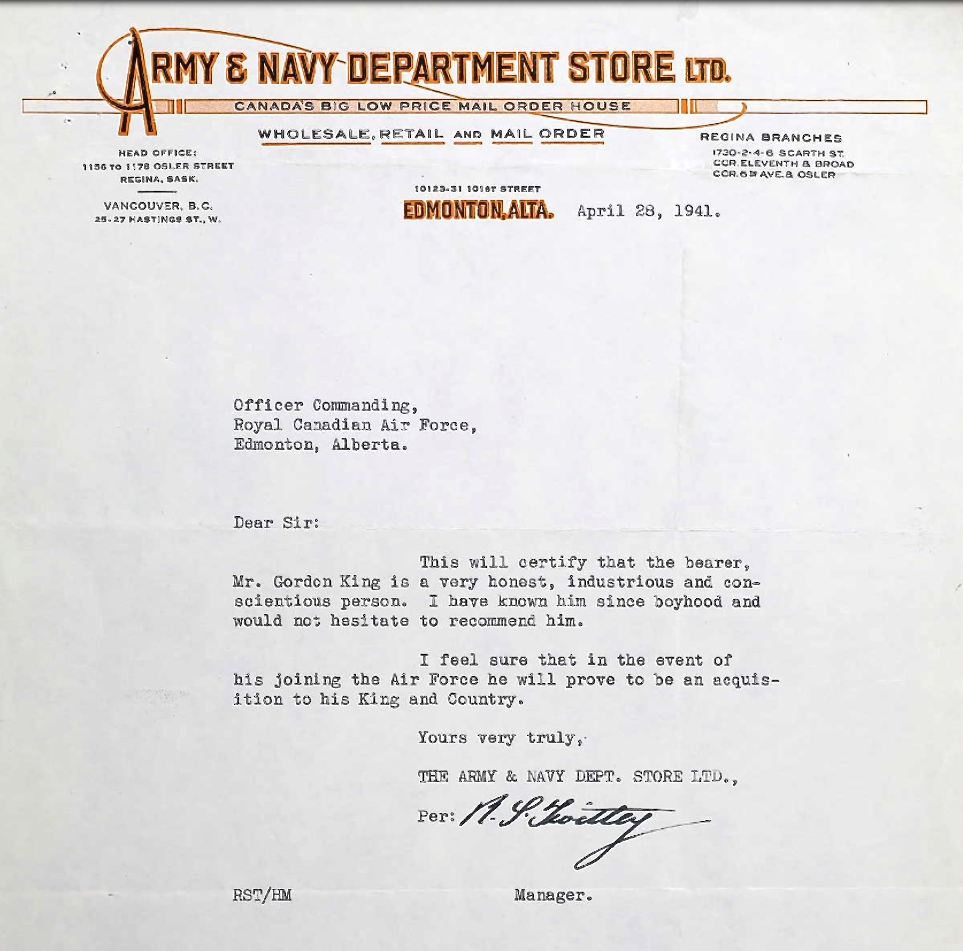 ARMY & NAVY DEPARTMENT STORE LTD.
CANADA'S BIG LOW PRICE MAIL ORDER HOUSE
WHOLESALE, RETAIL AND MAIL ORDER
HEAD OFFICE:
1156 TO 1178 OSLER STREET
REGINA, SASK.
VANCOUVER, B.C.
25-27 HASTINGS ST., W.
REGINA BRANCHES
1730-2-4-6 SCARTH ST.
COR. ELEVENTH & BROAD
COR. 6TH AVE. & OSLER
10123-31 101ST STREET
EDMONTON, ALTA. April 28, 1941.
Officer Commanding,
Royal Canadian Air Force,
Edmonton, Alberta.
Dear Sir:
This will certify that the bearer,
Mr. Gordon King is a very honest, industrious and con-
scientious person. I have known him since boyhood and
would not hesitate to recommend him.
I feel sure that in the event of
his joining the Air Force he will prove to be an acquis-
ition to his King and Country.
Yours very truly,
THE ARMY & NAVY DEPT. STORE LTD.,
Per:
RST/HM Manager.